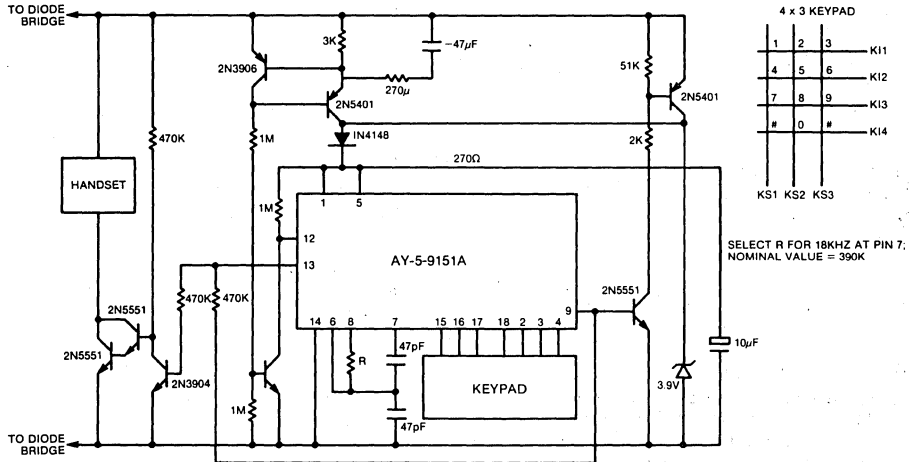 TO DIODE
BRIDGE
4 x 3 KEYPAD
3K
-47µF
2N3906
270µ
2N5401
51K
2N5401
1 2 3 KI1
4 5 6 KI2
7 8 9 KI3
# 0 # KI4
KS1 KS2 KS3
470K
1M
IN4148
2K
270Ω
HANDSET
1M
1 5
12
13
AY-5-9151A
SELECT R FOR 18KHZ AT PIN 7;
NOMINAL VALUE = 390K
470K
470K
2N5551
2N5551
2N5551
9
14 6 8 7 15 16 17 18 2 3 4
R
47pF
47pF
KEYPAD
10µF
3.9V
2N3904
1M
TO DIODE
BRIDGE